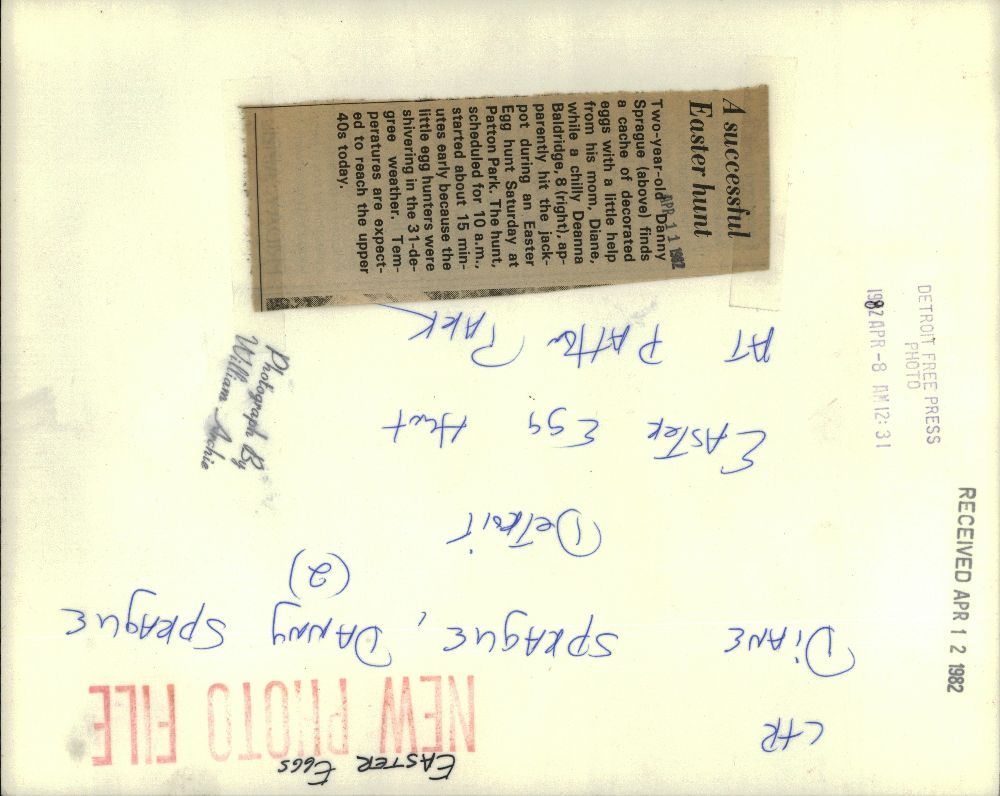 A successful
Easter hunt
Two-year-old Danny
Sprague (above) finds
a cache of decorated
eggs with a little help
from his mom, Diane,
while a chilly Deanna
Baldridge, 8 (right), ap-
parently hit the jack-
pot during an Easter
Egg hunt Saturday at
Patton Park. The hunt,
scheduled for 10 a.m.,
started about 15 min-
utes early because the
little egg hunters were
shivering in the 31-de-
gree weather. Tem-
peratures are expect-
ed to reach the upper
40s today.
APR 11 1982
DETROIT FREE PRESS
PHOTO
1982 APR -8 AM 12:31
RECEIVED APR 12 1982
Photograph By
William Archie
EASTER EGGS
NEW PHOTO FILE
LTR
DiANE SPRAGUE, DANNY SPRAGUE
(2)
DETROIT
EASTER Egg Hunt
AT PATTON PARK